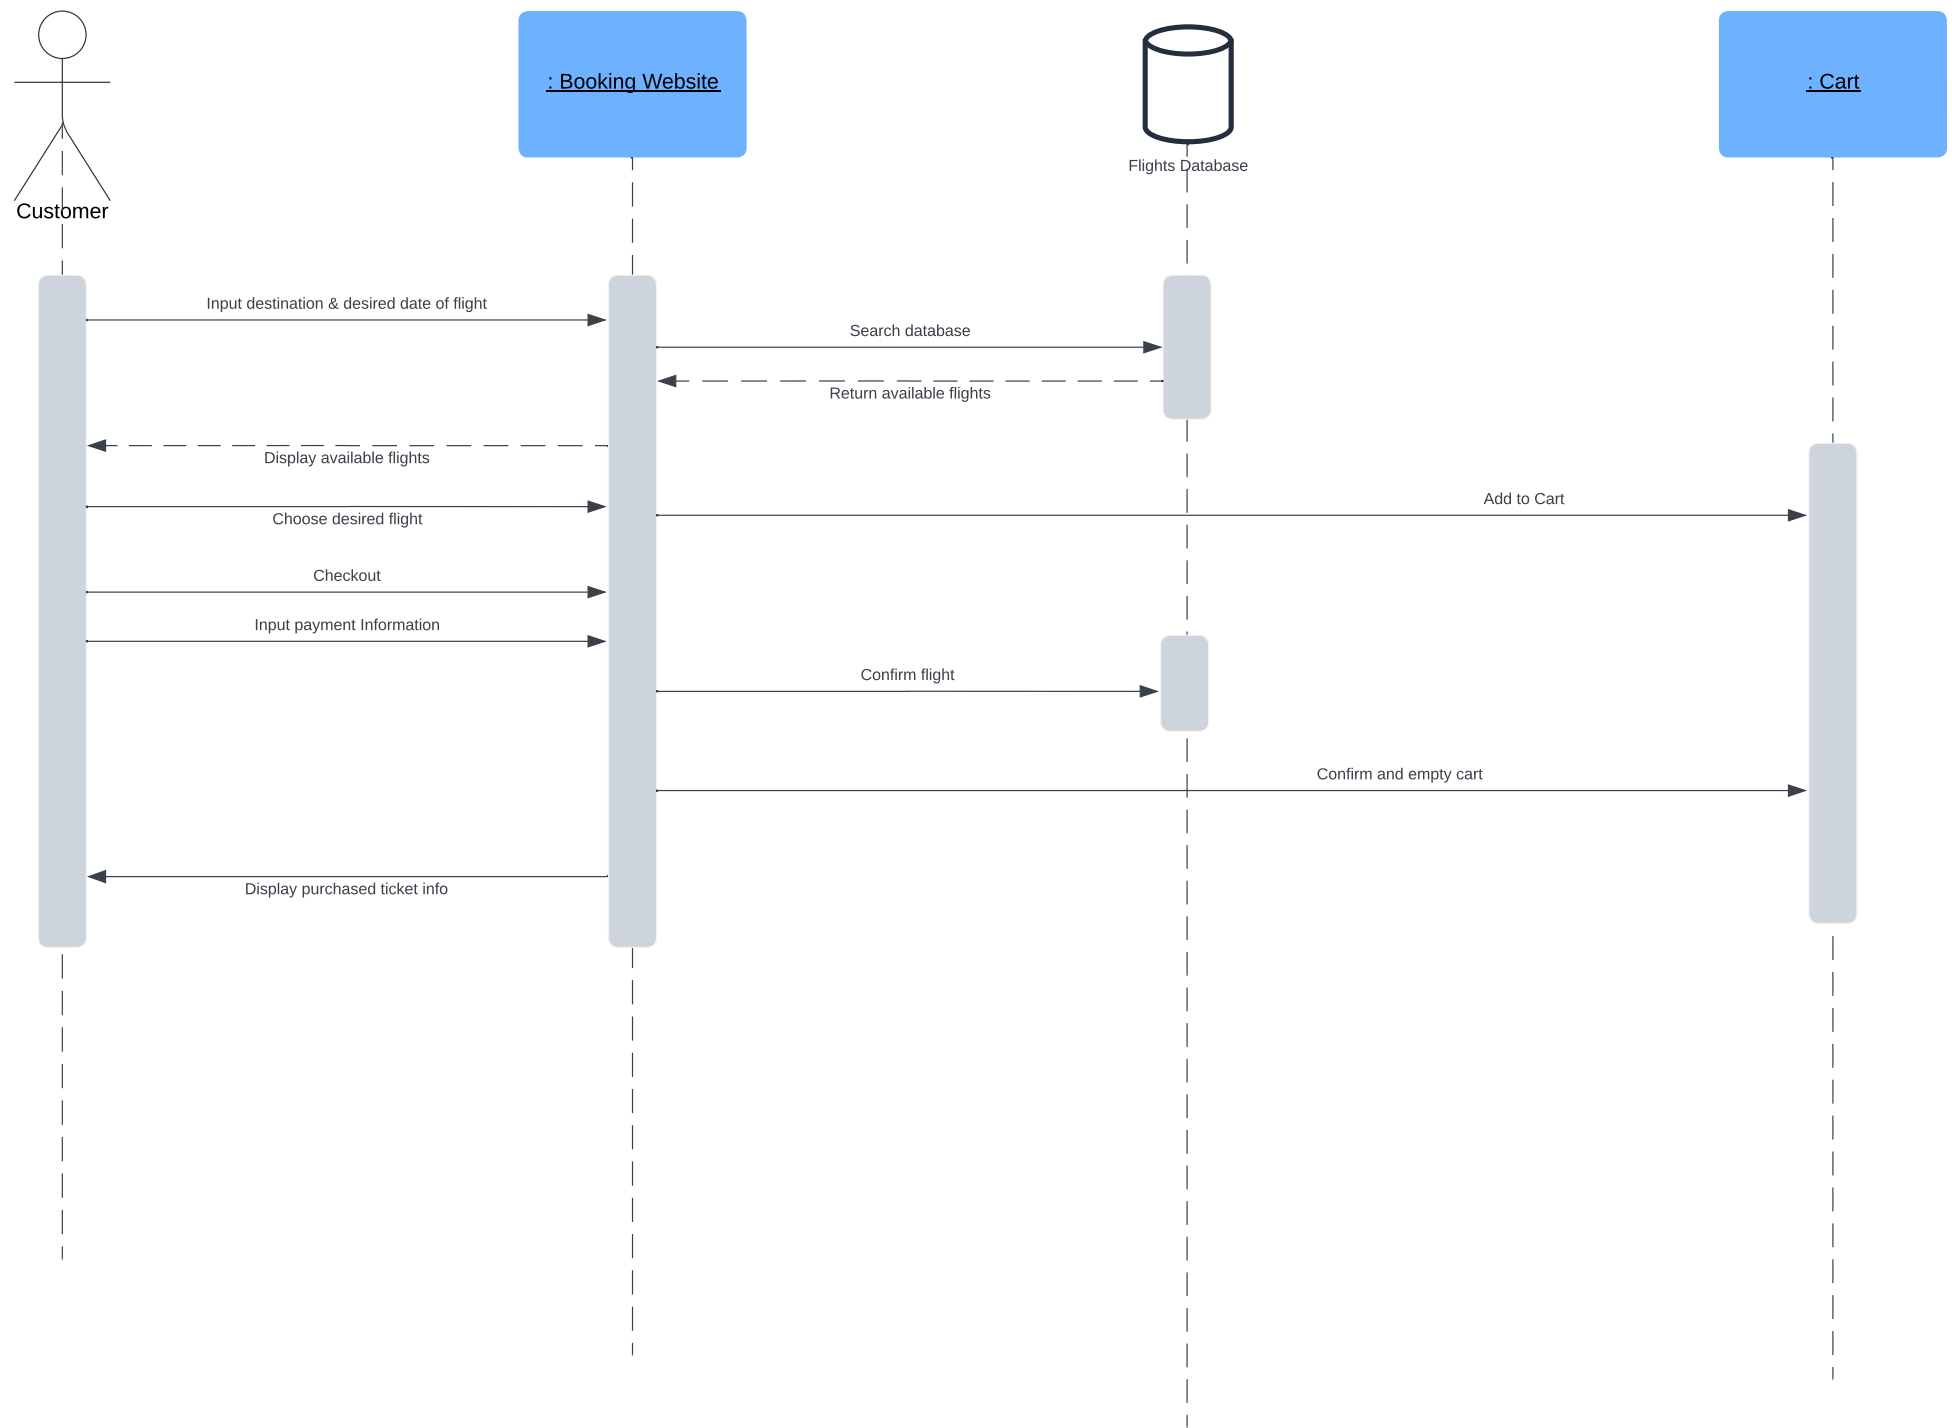 : Booking Website
: Cart
Flights Database
Customer
Input destination & desired date of flight
Search database
Return available flights
Display available flights
Add to Cart
Choose desired flight
Checkout
Input payment Information
Confirm flight
Confirm and empty cart
Display purchased ticket info